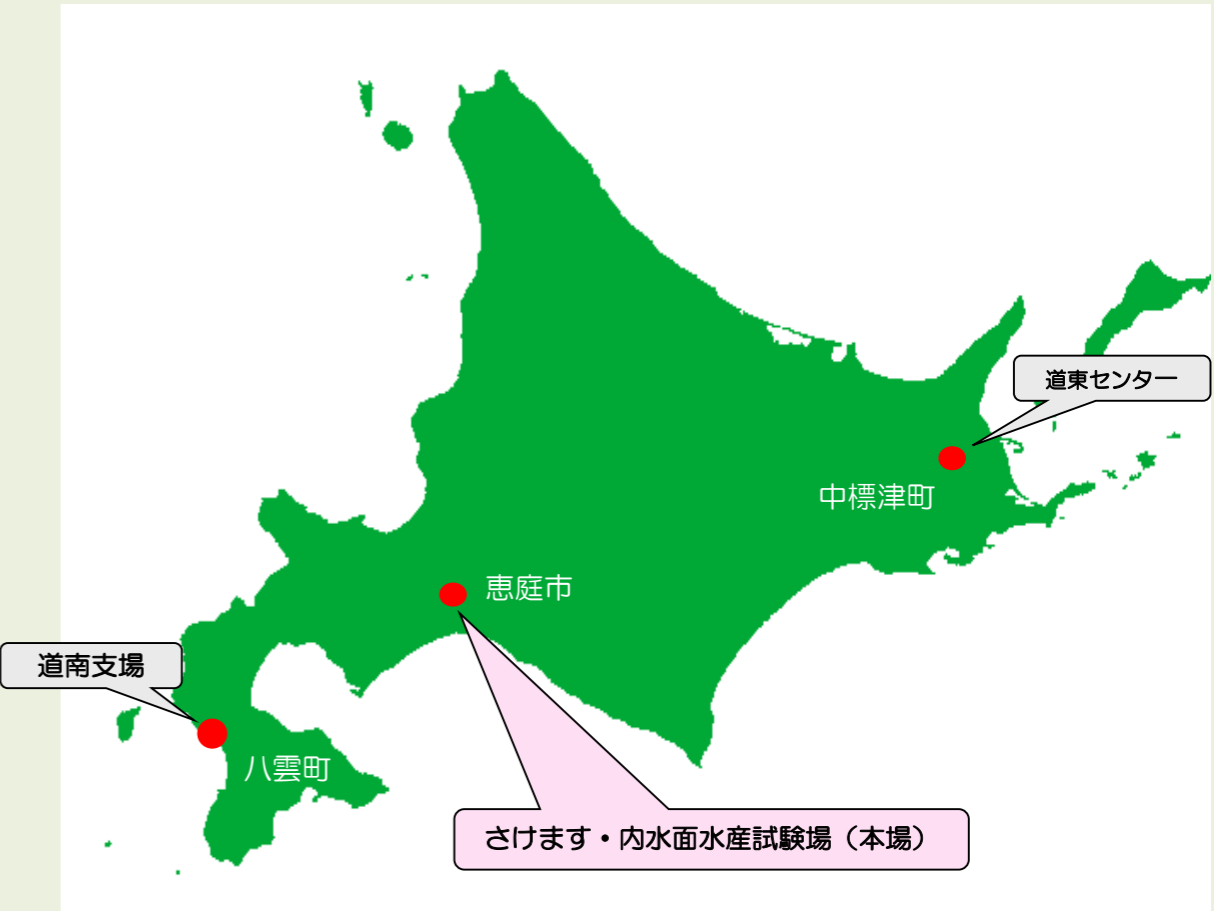 道東センター
中標津町
恵庭市
道南支場
八雲町
さけます・内水面水産試験場（本場）